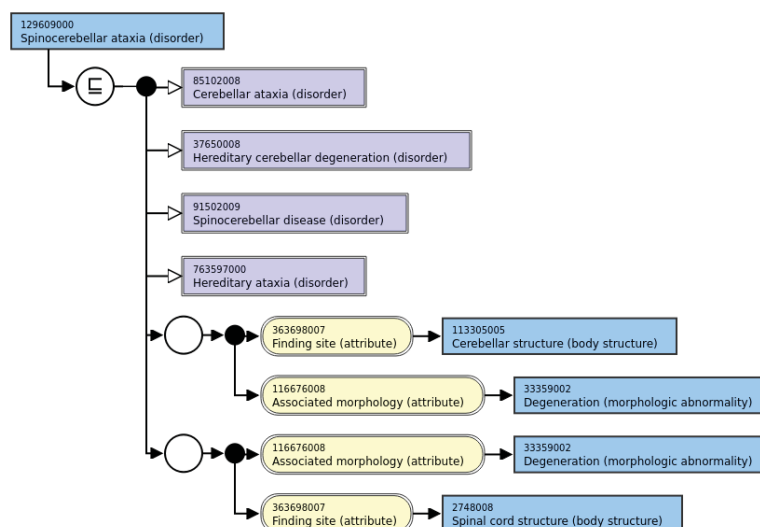 129609000
Spinocerebellar ataxia (disorder)
⊑
85102008
Cerebellar ataxia (disorder)
37650008
Hereditary cerebellar degeneration (disorder)
91502009
Spinocerebellar disease (disorder)
763597000
Hereditary ataxia (disorder)
363698007
Finding site (attribute)
113305005
Cerebellar structure (body structure)
116676008
Associated morphology (attribute)
33359002
Degeneration (morphologic abnormality)
116676008
Associated morphology (attribute)
33359002
Degeneration (morphologic abnormality)
363698007
Finding site (attribute)
2748008
Spinal cord structure (body structure)